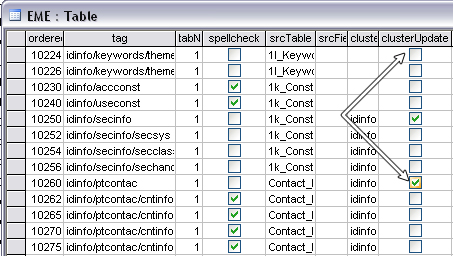 EME : Table
ordere tag tabN spellcheck srcTable srcFie cluste clusterUpdate
10224 idinfo/keywords/theme 1 1l_Keywo
10226 idinfo/keywords/theme 1 1l_Keywo
10230 idinfo/accconst 1 1k_Const
10240 idinfo/useconst 1 1k_Const
10250 idinfo/secinfo 1 1k_Const idinfo
10252 idinfo/secinfo/secsys 1 1k_Const idinfo
10254 idinfo/secinfo/secclass 1 1k_Const idinfo
10256 idinfo/secinfo/sechand 1 1k_Const idinfo
10260 idinfo/ptcontac 1 Contact_I idinfo
10262 idinfo/ptcontac/cntinfo 1 Contact_I idinfo
10265 idinfo/ptcontac/cntinfo 1 Contact_I idinfo
10270 idinfo/ptcontac/cntinfo 1 Contact_I idinfo
10275 idinfo/ptcontac/cntinfo 1 Contact_I idinfo